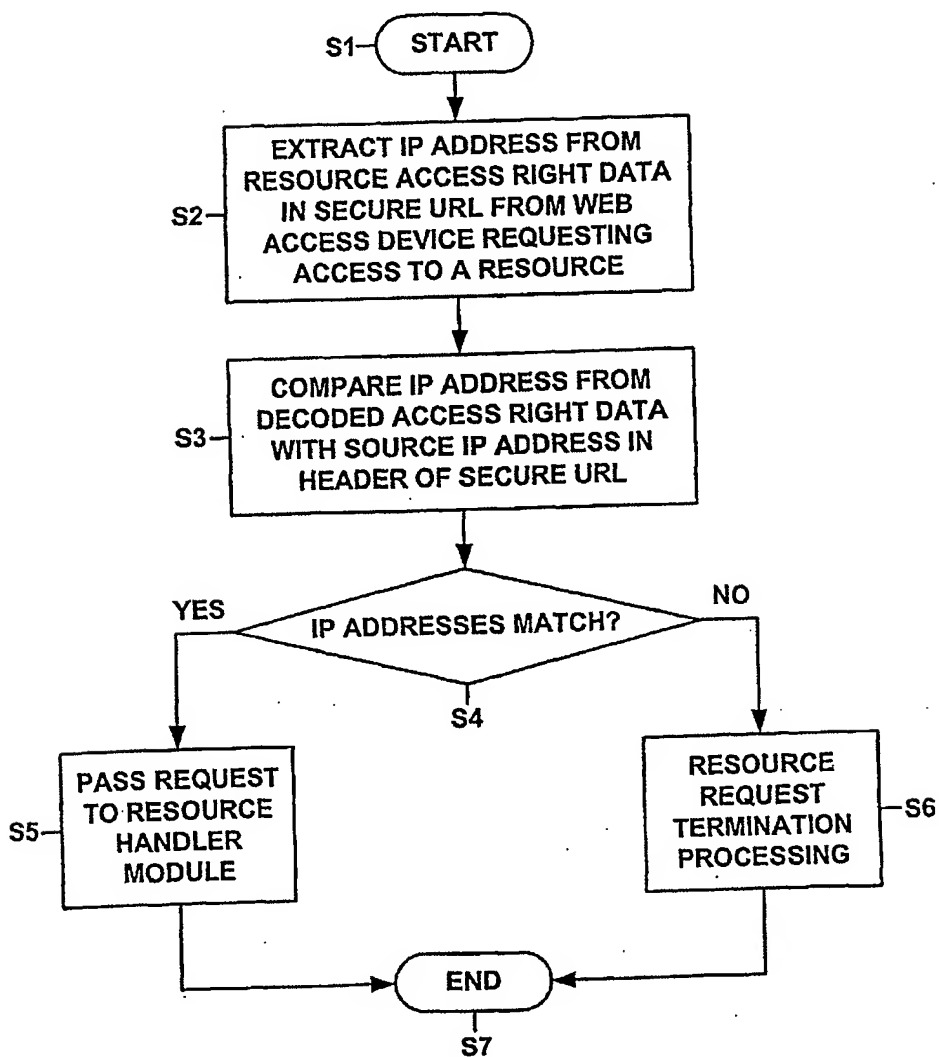 S1
START
EXTRACT IP ADDRESS FROM
RESOURCE ACCESS RIGHT DATA
IN SECURE URL FROM WEB
ACCESS DEVICE REQUESTING
ACCESS TO A RESOURCE
S2
COMPARE IP ADDRESS FROM
DECODED ACCESS RIGHT DATA
WITH SOURCE IP ADDRESS IN
HEADER OF SECURE URL
S3
YES
IP ADDRESSES MATCH?
NO
S4
PASS REQUEST
TO RESOURCE
HANDLER
MODULE
S5
RESOURCE
REQUEST
TERMINATION
PROCESSING
S6
END
S7